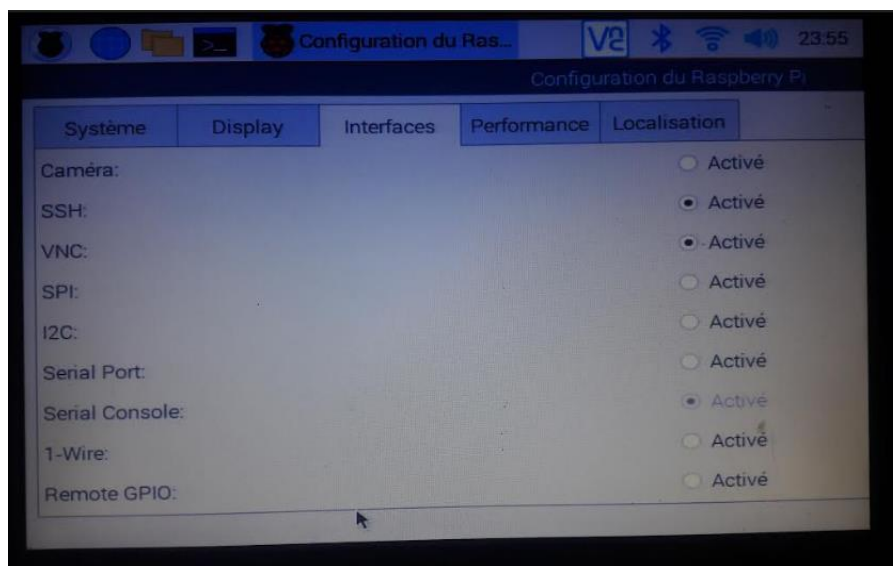 >_ Configuration du Ras... V2 23:55
Configuration du Raspberry Pi
Système Display Interfaces Performance Localisation
Caméra: Activé
SSH: Activé
VNC: Activé
SPI: Activé
I2C: Activé
Serial Port: Activé
Serial Console: Activé
1-Wire: Activé
Remote GPIO: Activé